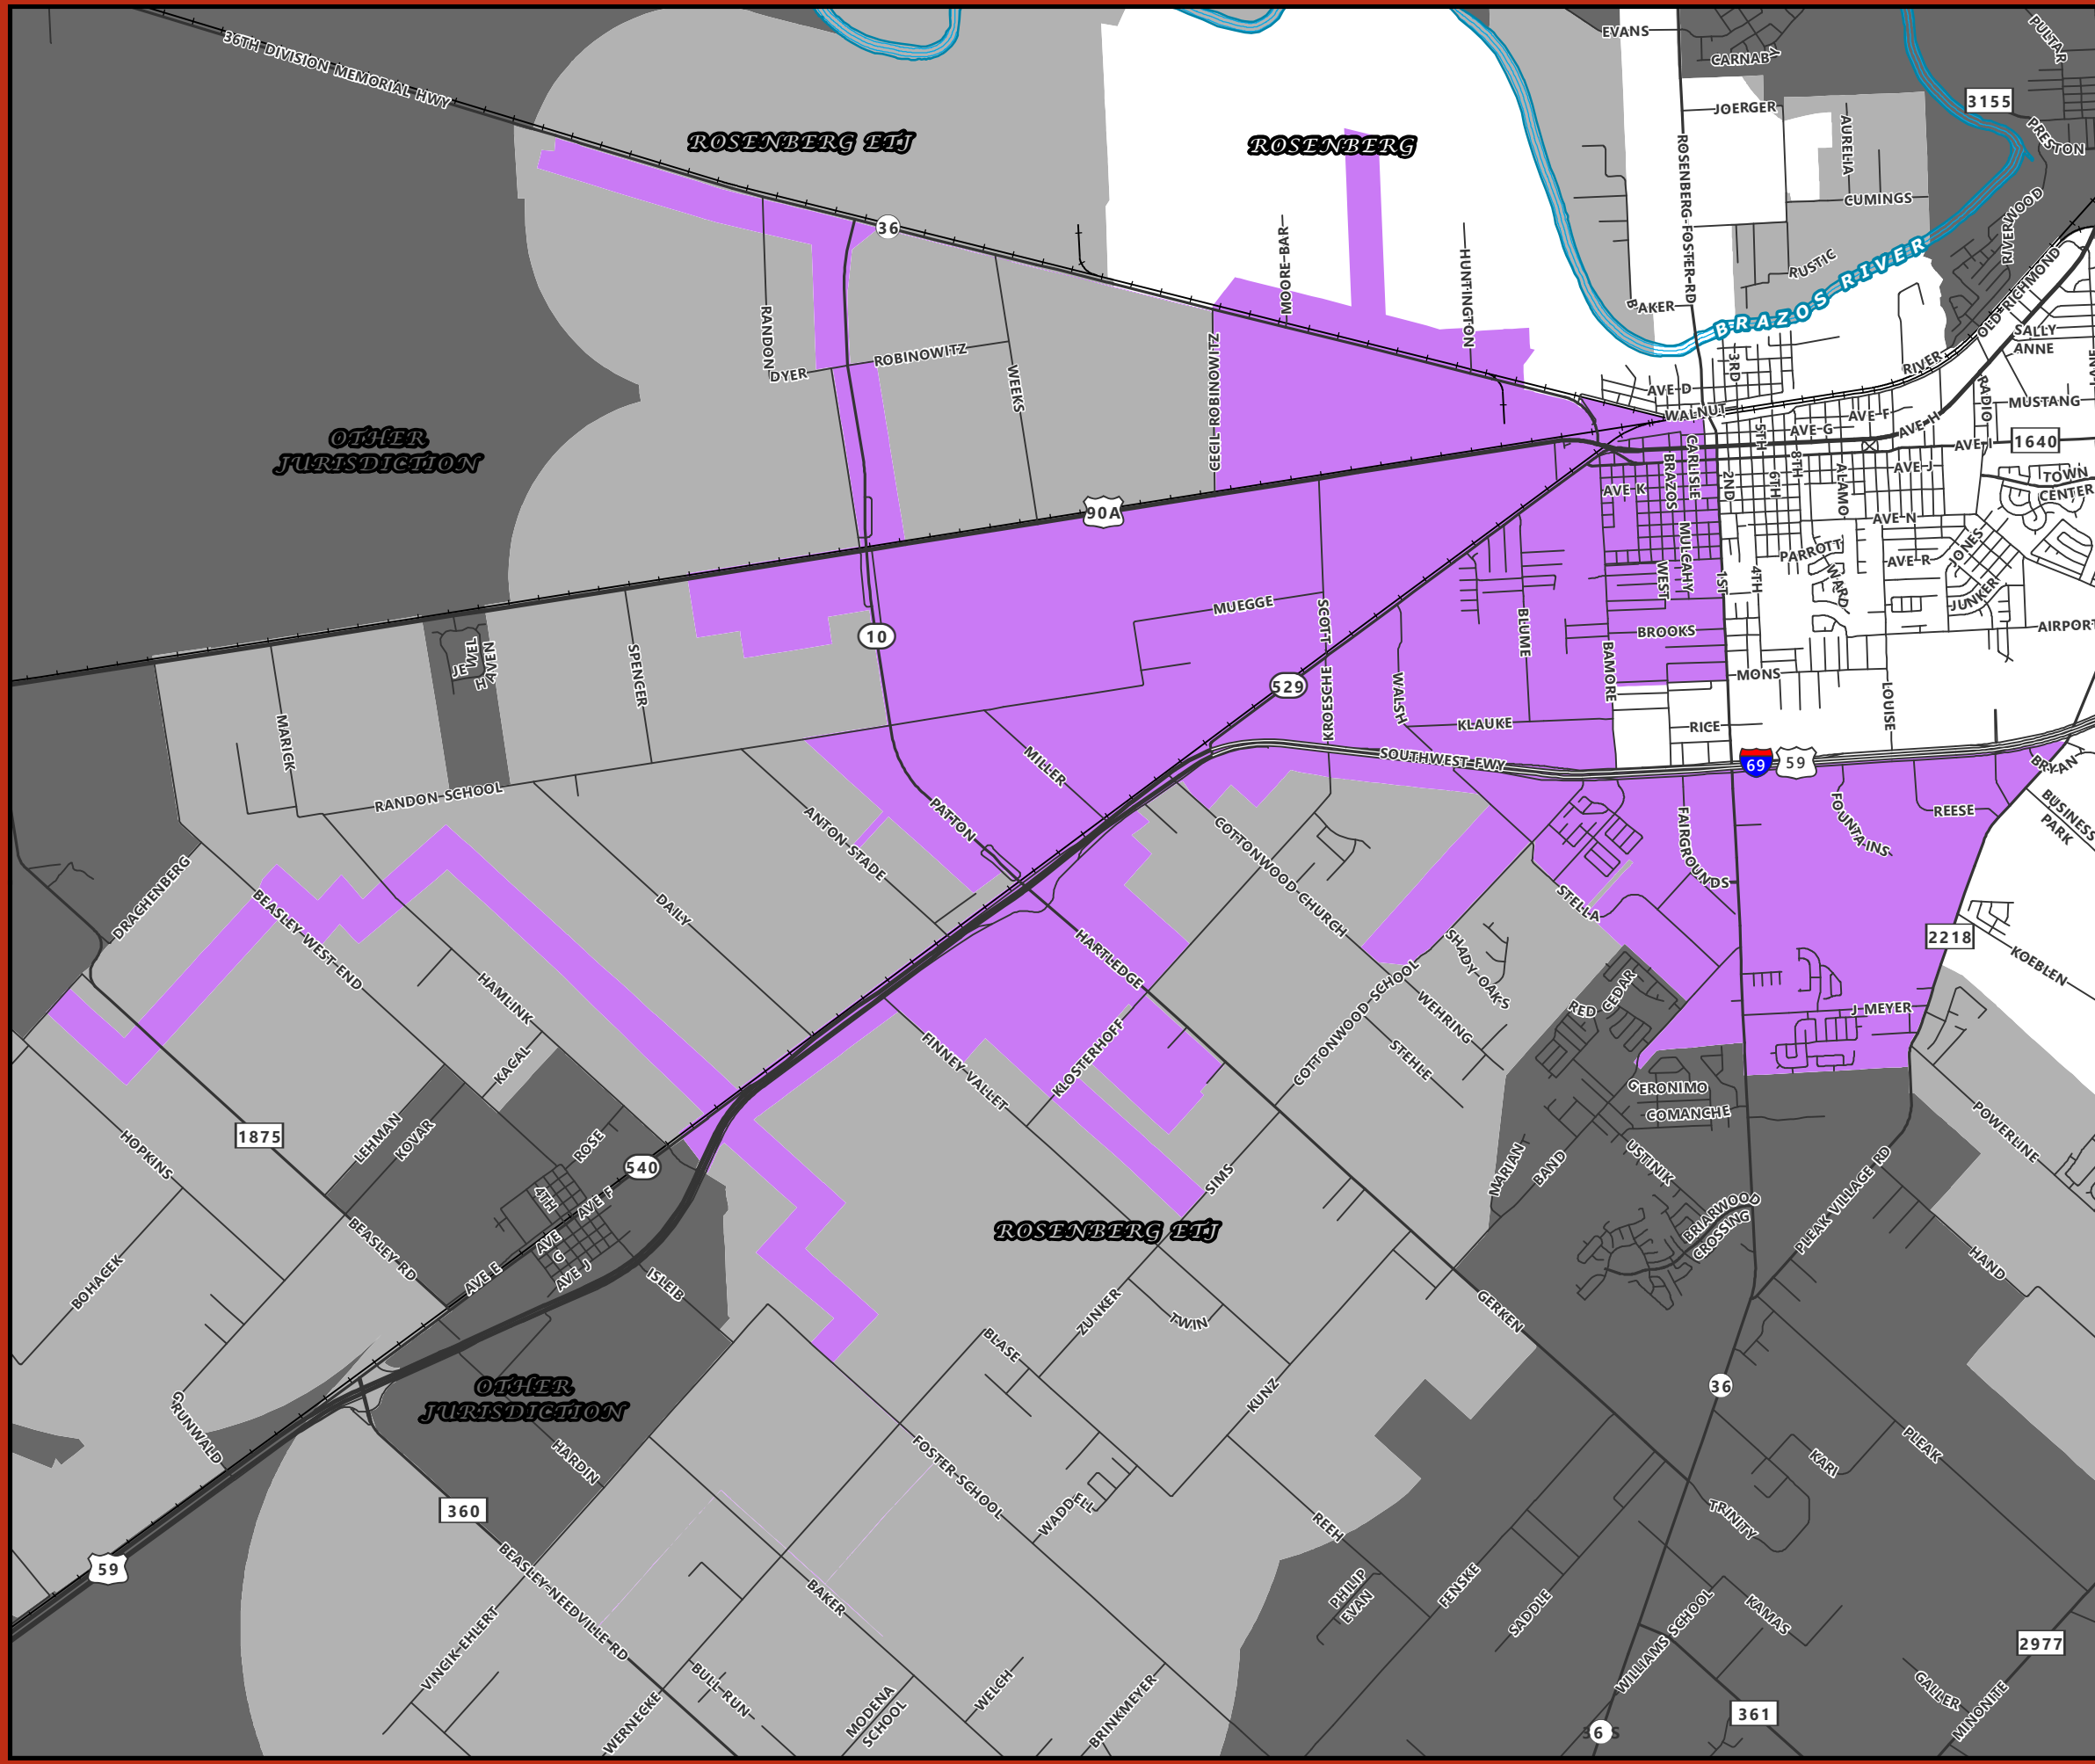 EVANS
CARNABY
PULTAR
36TH DIVISION MEMORIAL HWY
3155
JOERGER
AURELIA
PRESTON
ROSENBERG ETJ
ROSENBERG
ROSENBERG-FOSTER RD
CUMINGS
RIVERWOOD
36
MOORE-BAR
HUNTINGTON
RUSTIC
BRAZOS RIVER
OLD RICHMOND
BAKER
RANDON
ROBINOWITZ
DYER
WEEKS
CECIL ROBINOWITZ
3RD
RIVER
SALLY
ANNE
LANE
AVE D
WALNUT
RADIO
MUSTANG
AVE F
AVE G
AVE H
AVE I
1640
OTHER
JURISDICTION
5TH
8TH
AVE J
AVE K
BRAZOS
CARLISLE
2ND
6TH
ALAMO
TOWN
CENTER
90A
AVE N
MULCAHY
PARROTT
AVE R
JONES
WEST
1ST
4TH
WARD
JUNKER
MUEGGE
SCOTT
BLUME
BROOKS
AIRPORT
10
JEWEL
HAVEN
SPENCER
529
KROESCHE
WALSH
BAMORE
MONS
LOUISE
MARICK
KLAUKE
RICE
SOUTHWEST FWY
69
59
BRYAN
MILLER
RANDON SCHOOL
PATTON
ANTON STADE
COTTONWOOD CHURCH
FAIRGROUNDS
FOUNTAINS
REESE
BUSINESS
PARK
DRACHENBERG
BEASLEY WEST END
DAILY
STELLA
HARTLEDGE
SHADY OAKS
2218
KOEBLEN
HAMLINK
COTTONWOOD SCHOOL
WEHRING
RED CEDAR
J MEYER
KACAL
FINNEY-VALLET
KLOSTERHOFF
STEHLE
GERONIMO
COMANCHE
1875
HOPKINS
LEHMAN
KOVAR
ROSE
540
POWERLINE
4TH
AVE F
SIMS
MARIAN
BAND
USTINIK
BRIARWOOD
CROSSING
PLEAK VILLAGE RD
ROSENBERG ETJ
BEASLEY RD
AVE
G
AVE E
AVE J
ISLEIB
BOHACEK
HAND
ZUNKER
TWIN
GERKEN
BLASE
OTHER
JURISDICTION
36
KUNZ
GRUNWALD
HARDIN
FOSTER SCHOOL
KARI
PLEAK
360
WADDELL
REEH
TRINITY
59
BEASLEY-NEEDVILLE RD
BAKER
PHILIP
EVAN
FENSKE
SADDLE
WILLIAMS SCHOOL
KAMAS
2977
VINCIK-EHLERT
BULL RUN
WERNECKE
MODENA
SCHOOL
WELCH
BRINKMEYER
GALLER
MINONITE
361
36 S